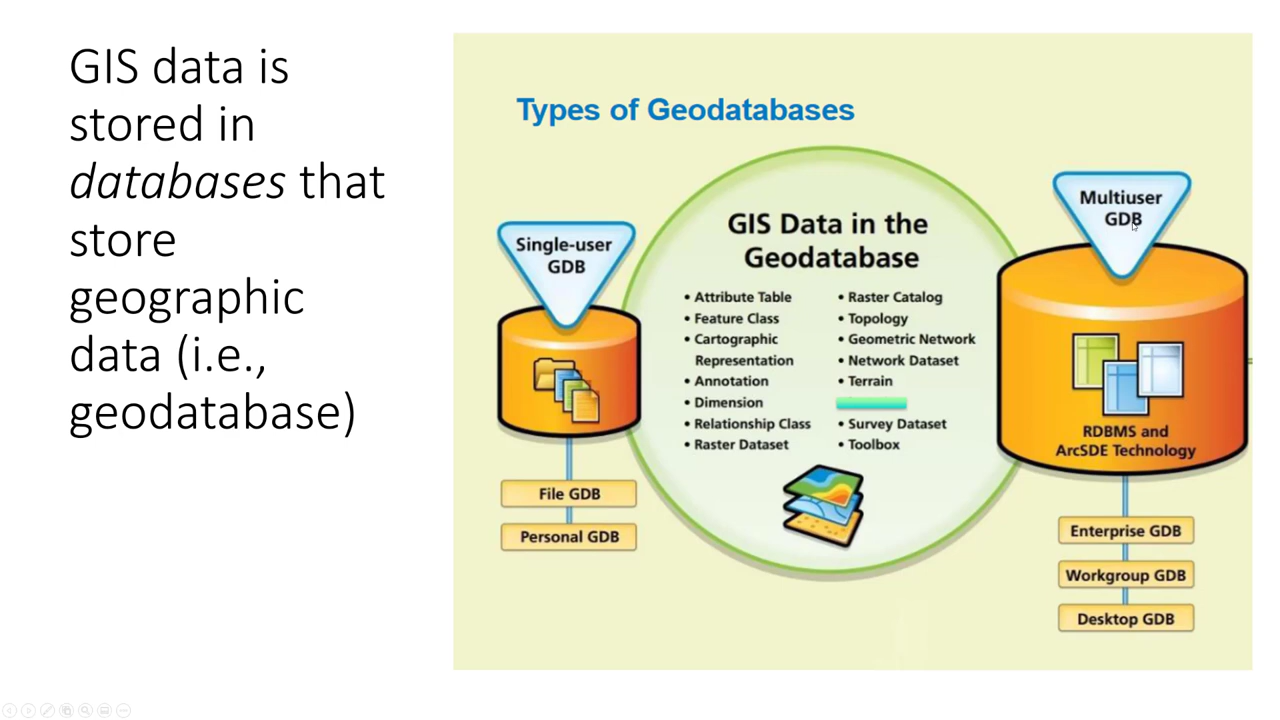 GIS data is
stored in
databases that
store
geographic
data (i.e.,
geodatabase)
Types of Geodatabases
Single-user
GDB
File GDB
Personal GDB
GIS Data in the
Geodatabase
• Attribute Table
• Feature Class
• Cartographic
Representation
• Annotation
• Dimension
• Relationship Class
• Raster Dataset
• Raster Catalog
• Topology
• Geometric Network
• Network Dataset
• Terrain
• Survey Dataset
• Toolbox
Multiuser
GDB
RDBMS and
ArcSDE Technology
Enterprise GDB
Workgroup GDB
Desktop GDB